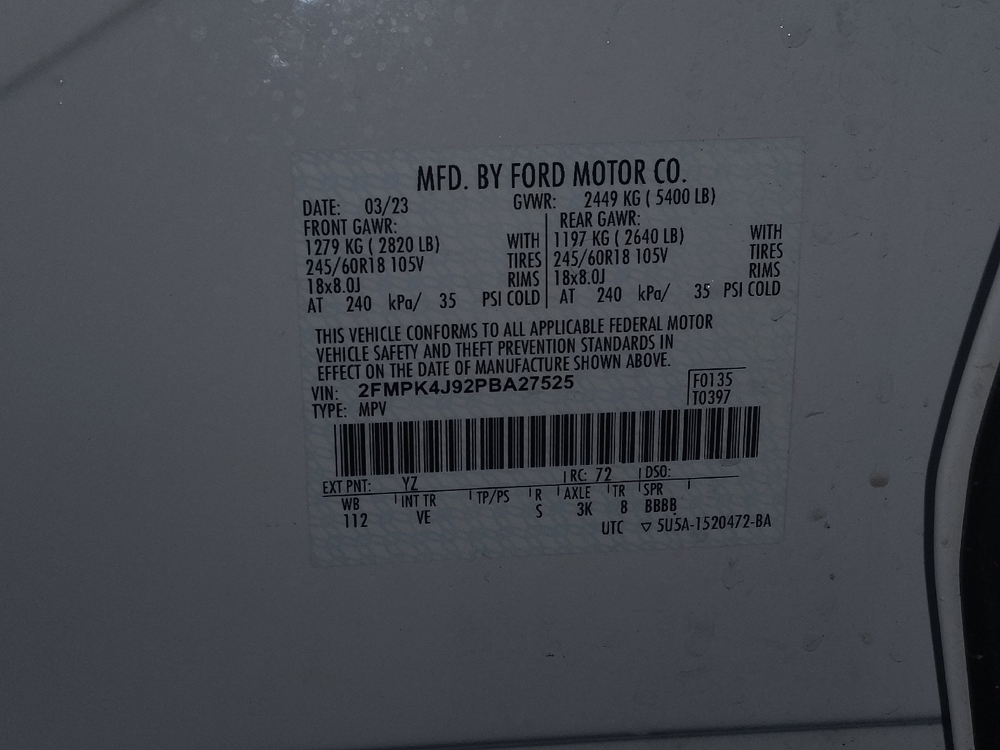 MFD. BY FORD MOTOR CO.
DATE: 03/23 GVWR: 2449 KG ( 5400 LB)
FRONT GAWR: REAR GAWR:
1279 KG ( 2820 LB) WITH 1197 KG ( 2640 LB) WITH
245/60R18 105V TIRES 245/60R18 105V TIRES
18x8.0J RIMS 18x8.0J RIMS
AT 240 kPa/ 35 PSI COLD AT 240 kPa/ 35 PSI COLD
THIS VEHICLE CONFORMS TO ALL APPLICABLE FEDERAL MOTOR
VEHICLE SAFETY AND THEFT PREVENTION STANDARDS IN
EFFECT ON THE DATE OF MANUFACTURE SHOWN ABOVE.
VIN: 2FMPK4J92PBA27525 F0135
TYPE: MPV T0397
EXT PNT: YZ RC: 72 DSO:
WB INT TR TP/PS R AXLE TR SPR
112 VE S 3K 8 BBBB
UTC ▽ 5U5A-1520472-BA